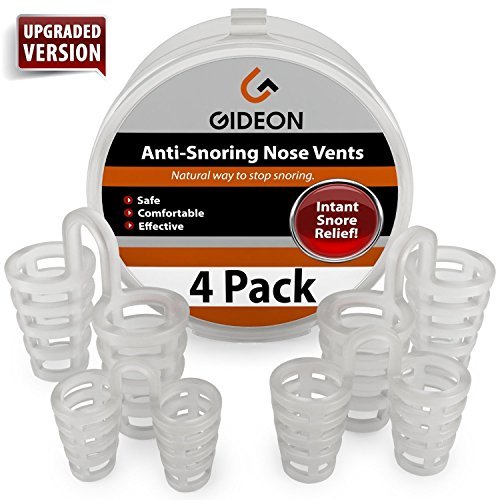 UPGRADED
VERSION
GIDEON
Anti-Snoring Nose Vents
Natural way to stop snoring.
Safe
Comfortable
Effective
Intant
Snore
Relief!
4 Pack